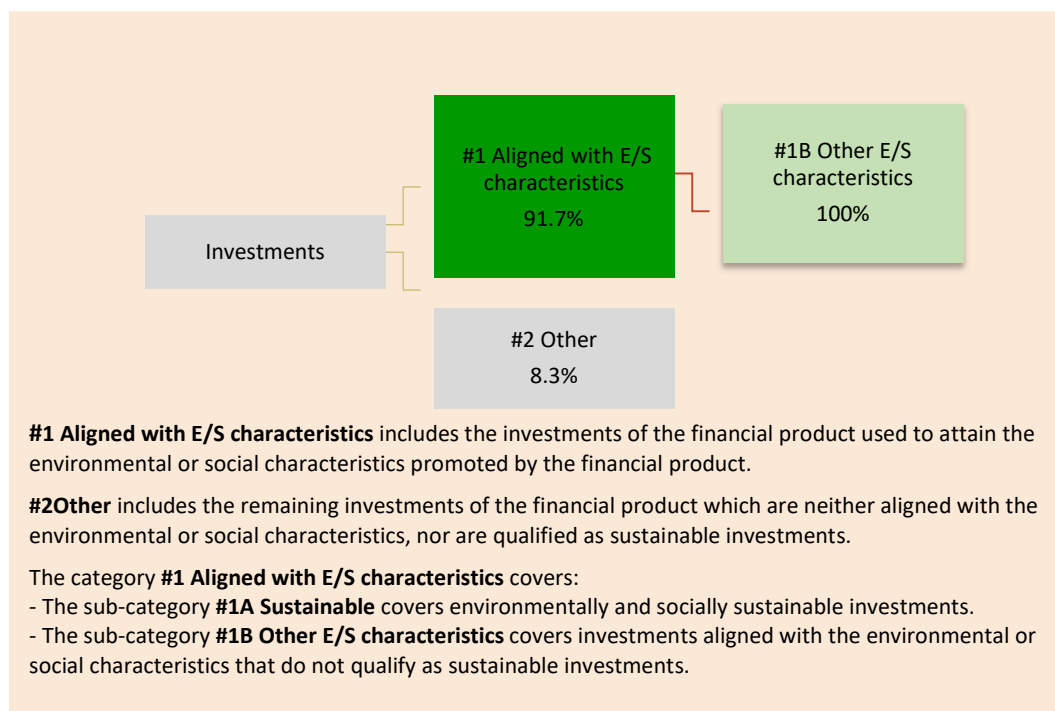 #1 Aligned with E/S
characteristics
91.7%
#1B Other E/S
characteristics
100%
Investments
#2 Other
8.3%
#1 Aligned with E/S characteristics includes the investments of the financial product used to attain the
environmental or social characteristics promoted by the financial product.
#2Other includes the remaining investments of the financial product which are neither aligned with the
environmental or social characteristics, nor are qualified as sustainable investments.
The category #1 Aligned with E/S characteristics covers:
- The sub-category #1A Sustainable covers environmentally and socially sustainable investments.
- The sub-category #1B Other E/S characteristics covers investments aligned with the environmental or
social characteristics that do not qualify as sustainable investments.